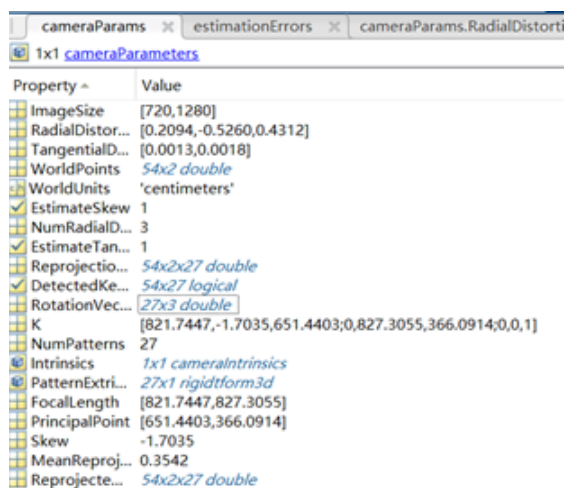 cameraParams × estimationErrors × cameraParams.RadialDistorti
1x1 cameraParameters
Property Value
ImageSize [720,1280]
RadialDistor... [0.2094,-0.5260,0.4312]
TangentialD... [0.0013,0.0018]
WorldPoints 54x2 double
WorldUnits 'centimeters'
EstimateSkew 1
NumRadialD... 3
EstimateTan... 1
Reprojectio... 54x2x27 double
DetectedKe... 54x27 logical
RotationVec... 27x3 double
K [821.7447,-1.7035,651.4403;0,827.3055,366.0914;0,0,1]
NumPatterns 27
Intrinsics 1x1 cameraIntrinsics
PatternExtri... 27x1 rigidtform3d
FocalLength [821.7447,827.3055]
PrincipalPoint [651.4403,366.0914]
Skew -1.7035
MeanReproj... 0.3542
Reprojecte... 54x2x27 double